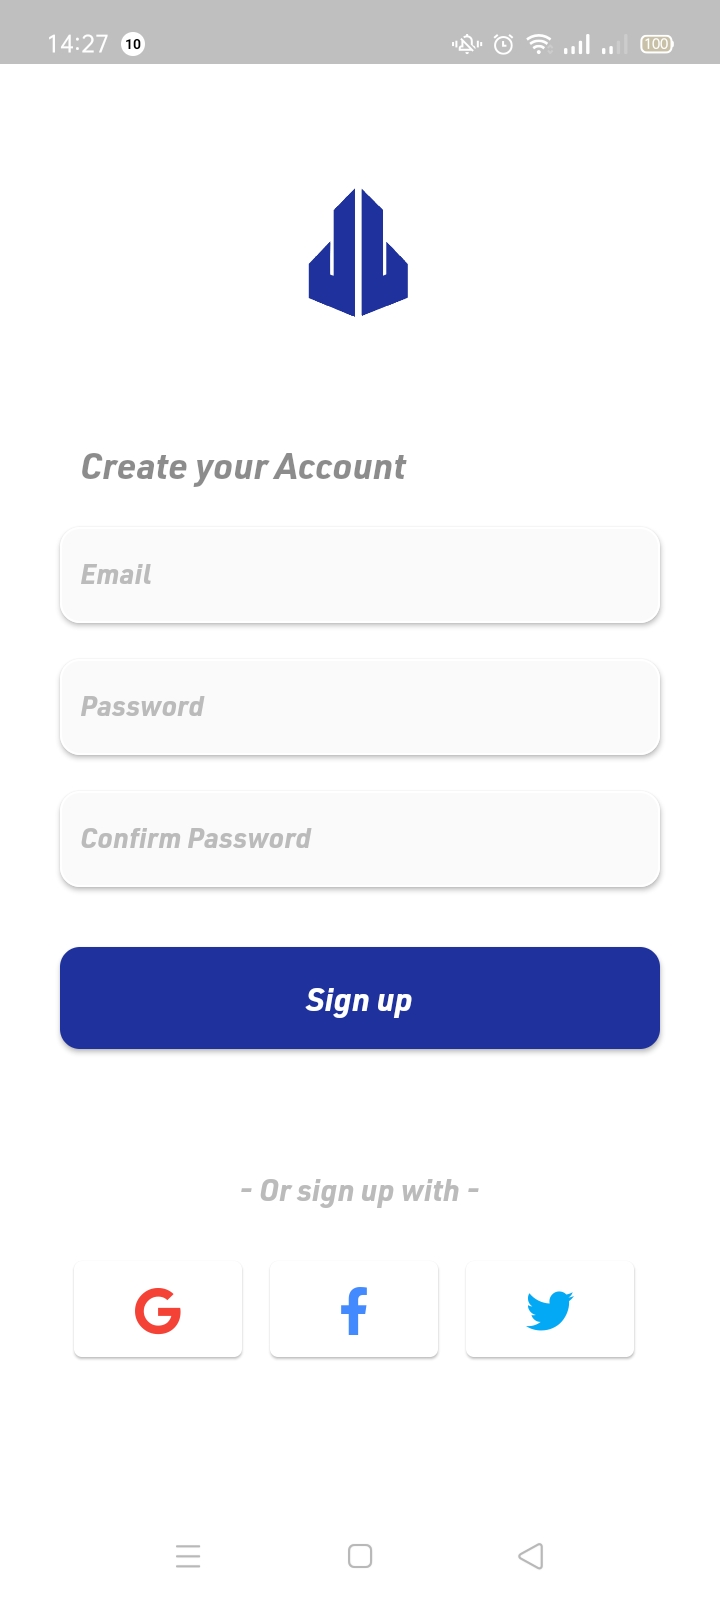 14:27 10 100
Create your Account
Email
Password
Confirm Password
Sign up
- Or sign up with -